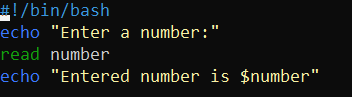 #!/bin/bash
echo "Enter a number:"
read number
echo "Entered number is $number"